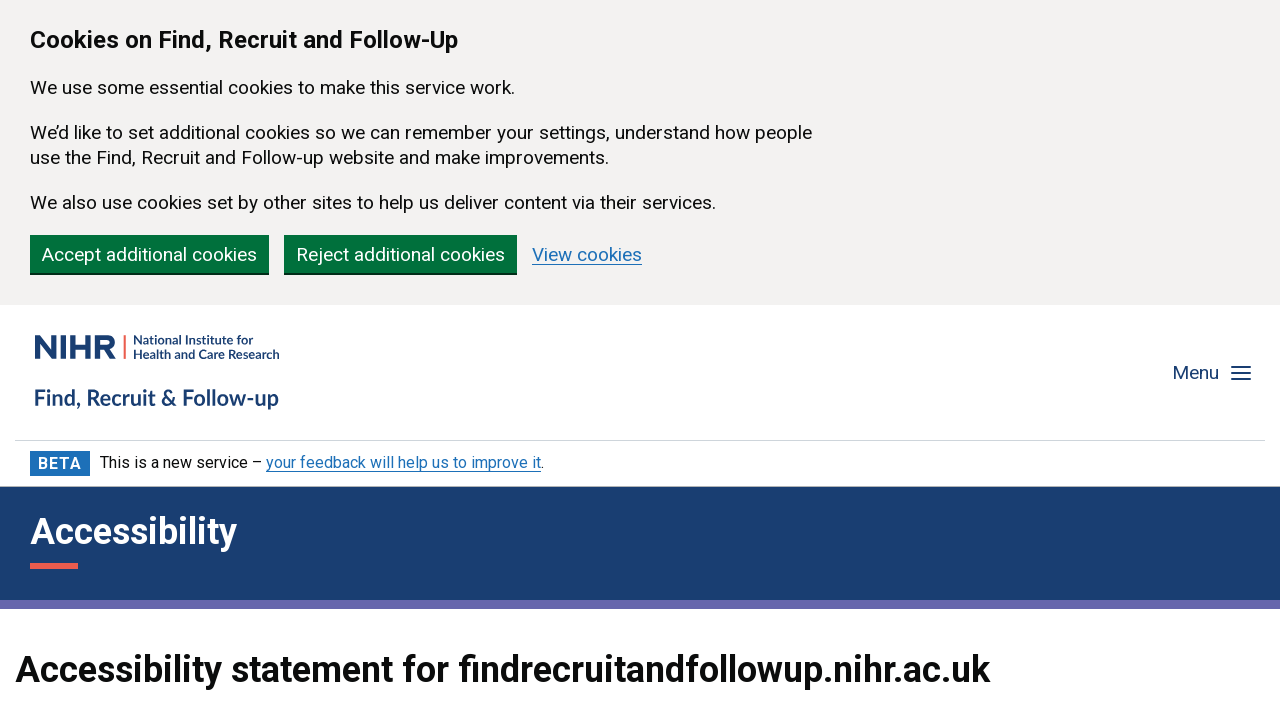 Cookies on Find, Recruit and Follow-Up
We use some essential cookies to make this service work.
We’d like to set additional cookies so we can remember your settings, understand how people
use the Find, Recruit and Follow-up website and make improvements.
We also use cookies set by other sites to help us deliver content via their services.
Accept additional cookies Reject additional cookies View cookies
NIHR National Institute for
Health and Care Research
Find, Recruit & Follow-up
Menu
BETA This is a new service – your feedback will help us to improve it.
Accessibility
Accessibility statement for findrecruitandfollowup.nihr.ac.uk